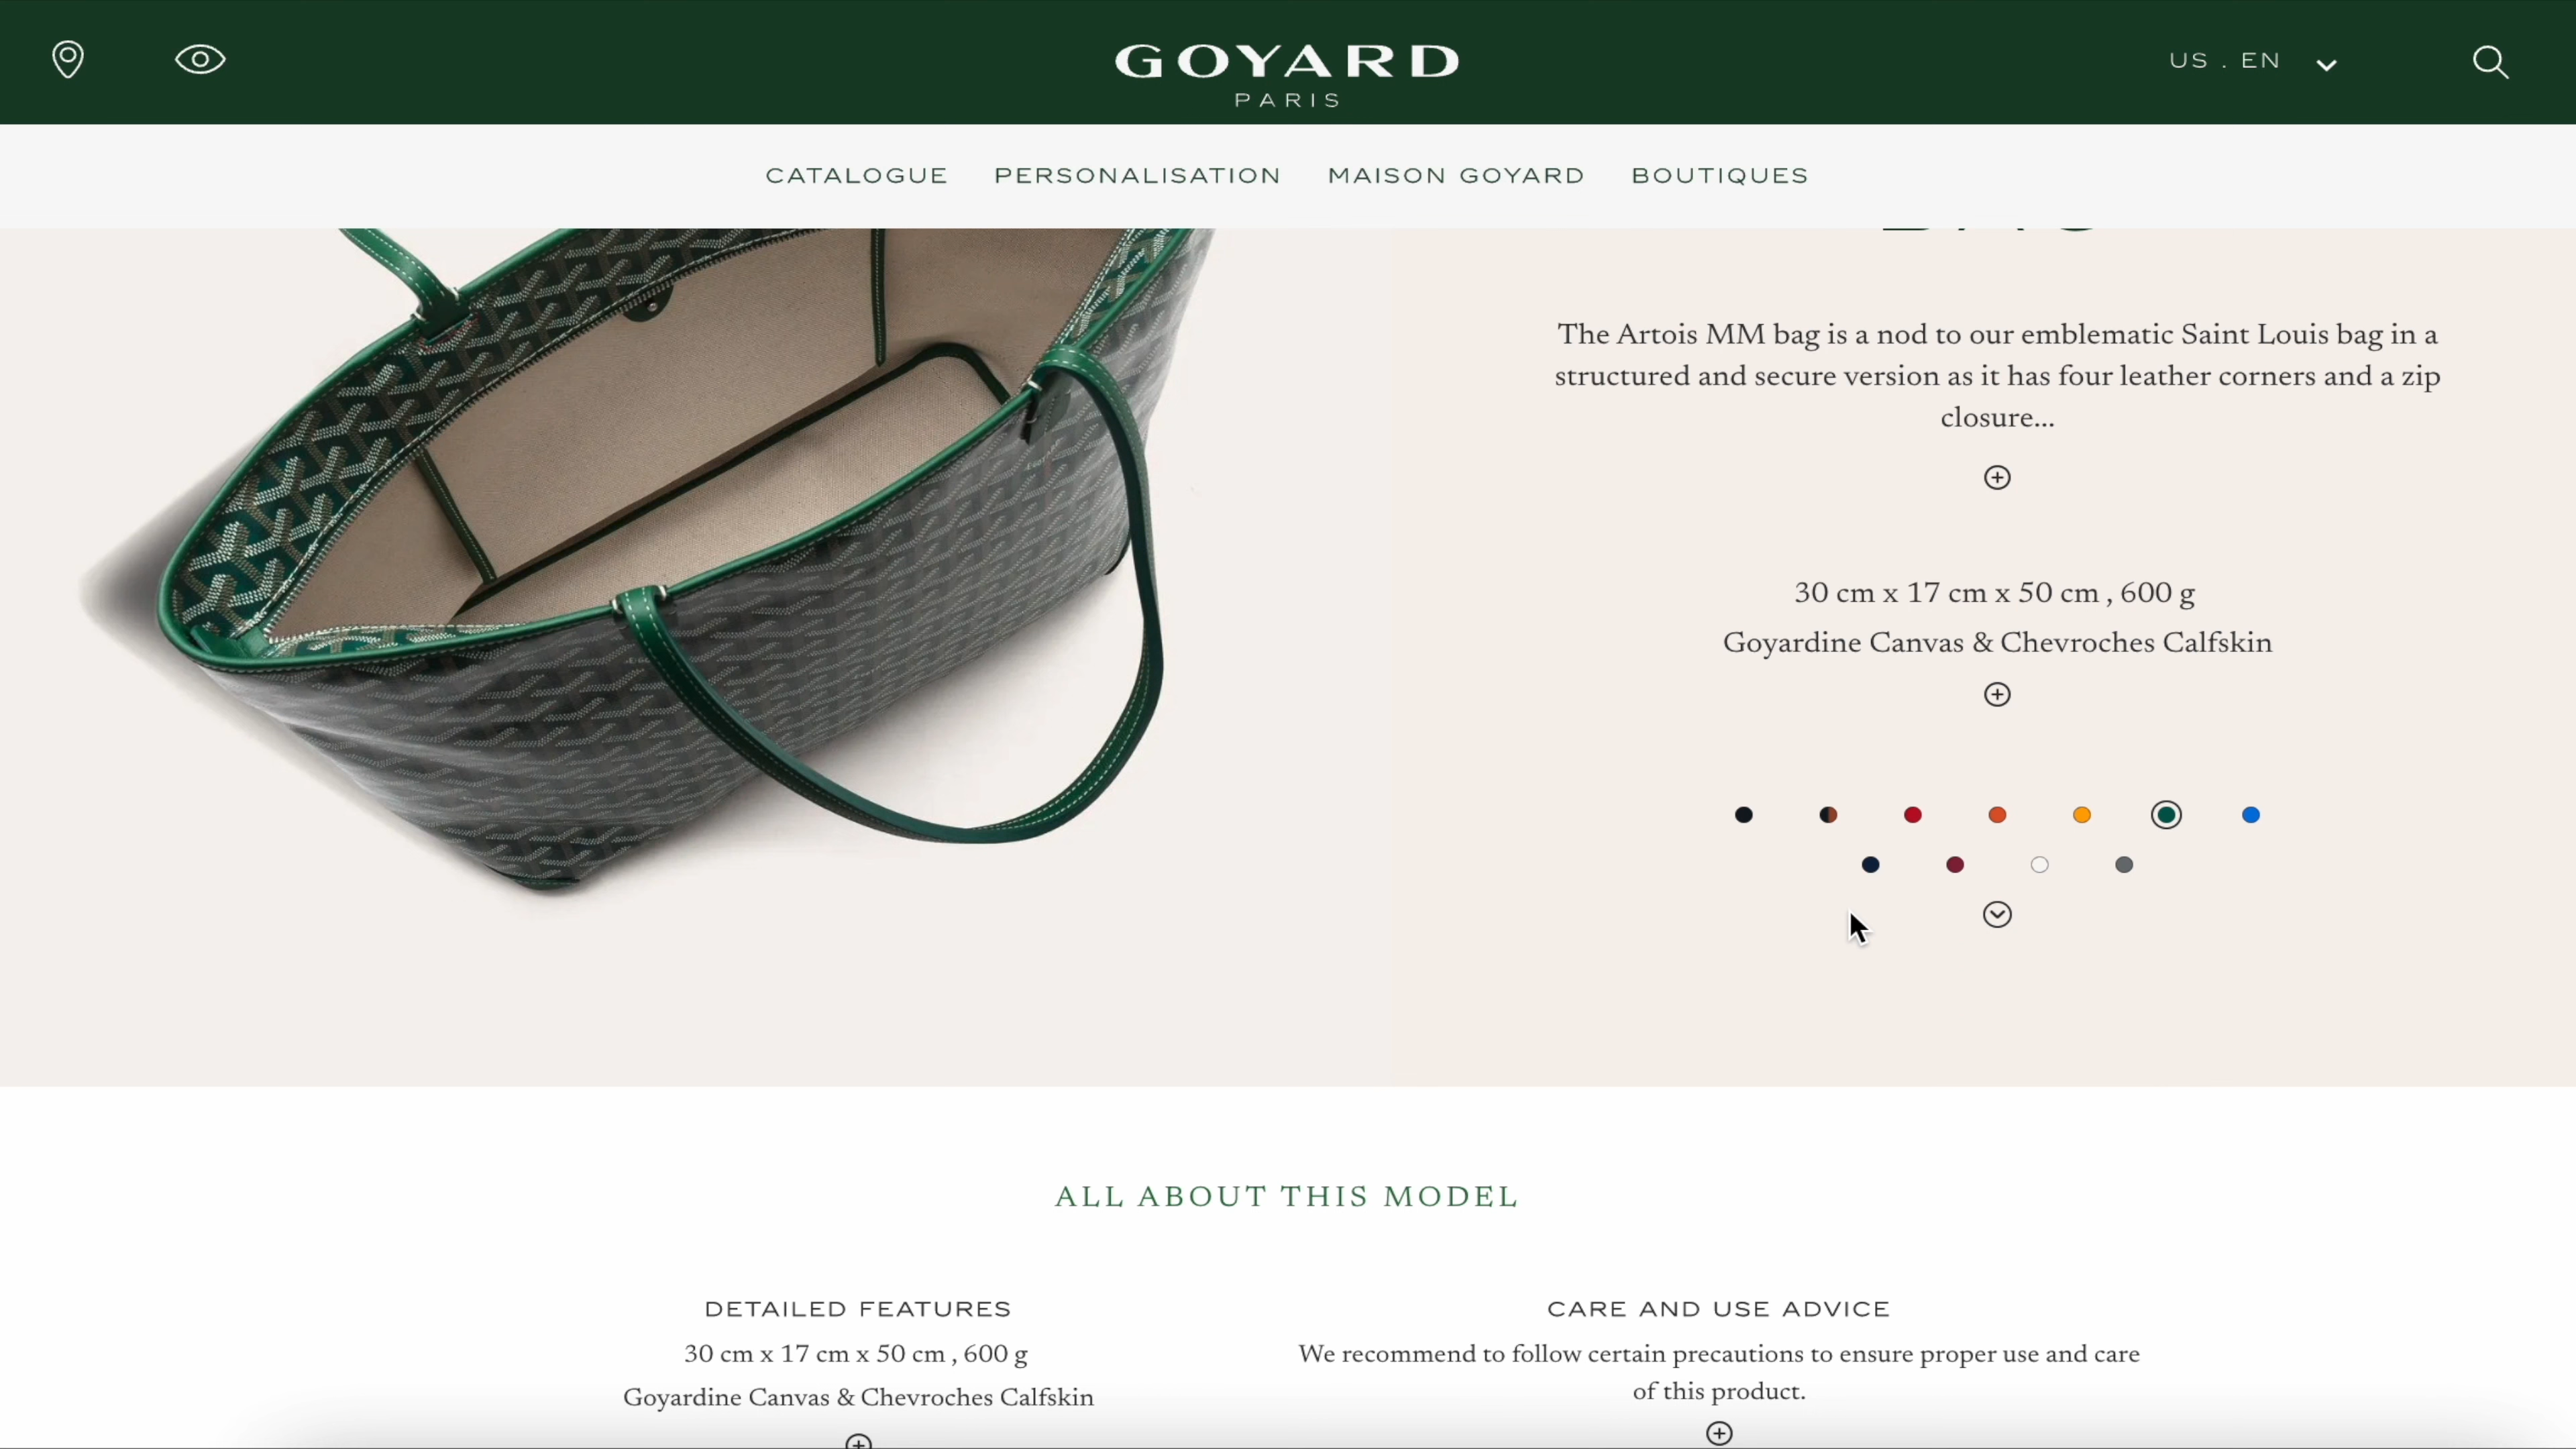 GOYARD
PARIS
US . EN
CATALOGUE PERSONALISATION MAISON GOYARD BOUTIQUES
The Artois MM bag is a nod to our emblematic Saint Louis bag in a
structured and secure version as it has four leather corners and a zip
closure...
30 cm x 17 cm x 50 cm , 600 g
Goyardine Canvas & Chevroches Calfskin
ALL ABOUT THIS MODEL
DETAILED FEATURES
30 cm x 17 cm x 50 cm , 600 g
Goyardine Canvas & Chevroches Calfskin
CARE AND USE ADVICE
We recommend to follow certain precautions to ensure proper use and care
of this product.